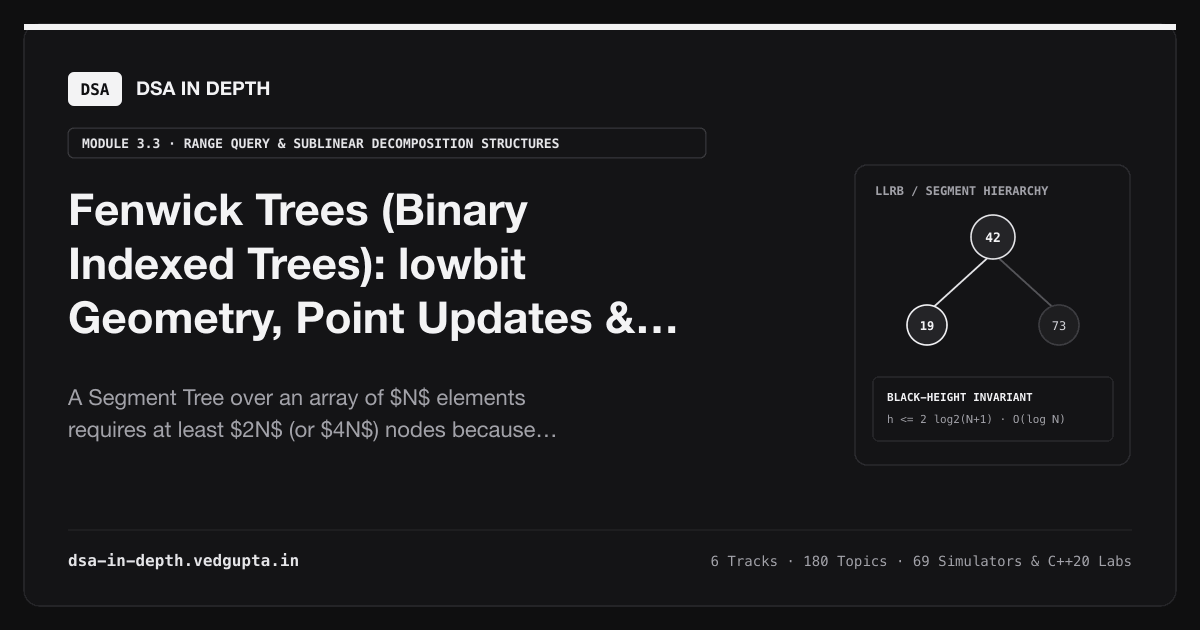 DSA
DSA IN DEPTH
MODULE 3.3 · RANGE QUERY & SUBLINEAR DECOMPOSITION STRUCTURES
Fenwick Trees (Binary
Indexed Trees): lowbit
Geometry, Point Updates &...
A Segment Tree over an array of $N$ elements
requires at least $2N$ (or $4N$) nodes because...
LLRB / SEGMENT HIERARCHY
42
19
73
BLACK-HEIGHT INVARIANT
h <= 2 log2(N+1) · O(log N)
dsa-in-depth.vedgupta.in
6 Tracks · 180 Topics · 69 Simulators & C++20 Labs